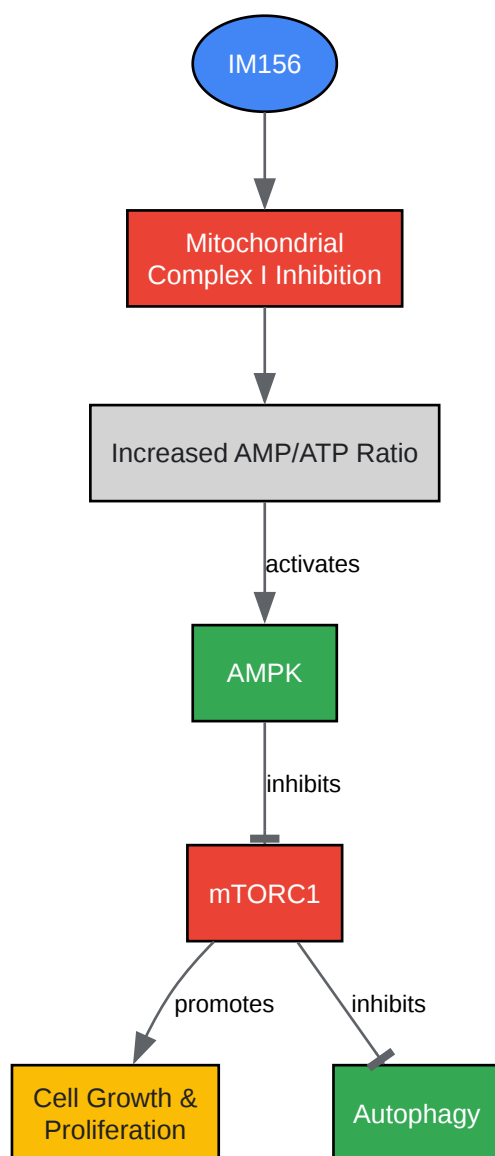 IM156
Mitochondrial
Complex I Inhibition
Increased AMP/ATP Ratio
activates
AMPK
inhibits
mTORC1
promotes
inhibits
Cell Growth &
Proliferation
Autophagy